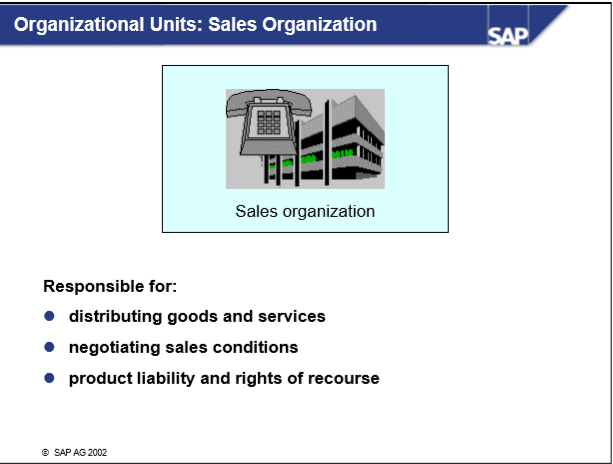 Organizational Units: Sales Organization
SAP
Sales organization
Responsible for:
distributing goods and services
negotiating sales conditions
product liability and rights of recourse
© SAP AG 2002